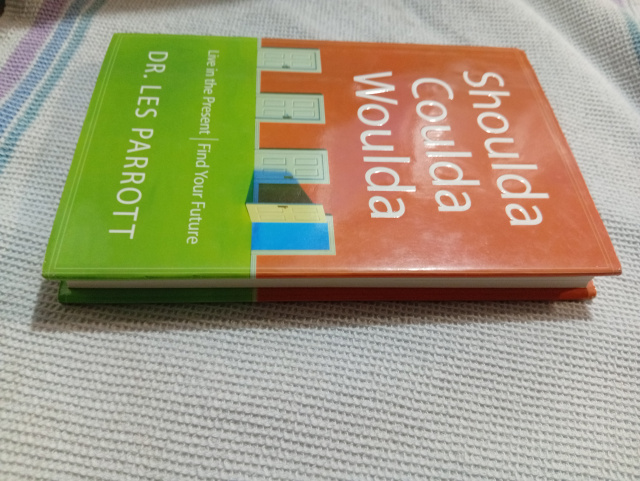 Shoulda
Coulda
Woulda
Live in the Present | Find Your Future
DR. LES PARROTT